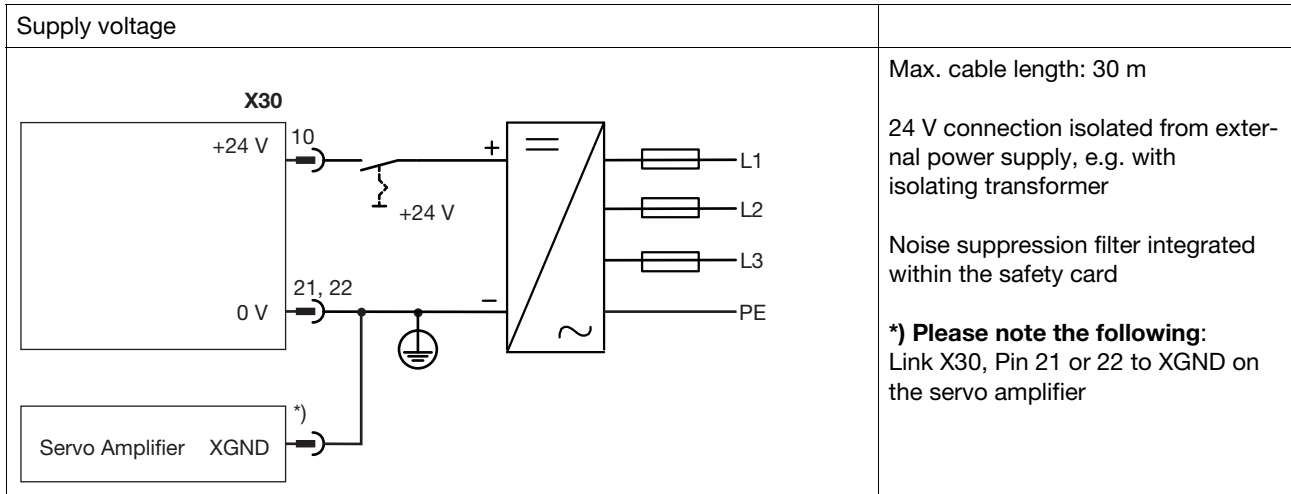 Supply voltage
X30
+24 V
10
+
+24 V
L1
L2
L3
21, 22
0 V
–
PE
*)
Servo Amplifier XGND
Max. cable length: 30 m
24 V connection isolated from exter-
nal power supply, e.g. with
isolating transformer
Noise suppression filter integrated
within the safety card
*) Please note the following:
Link X30, Pin 21 or 22 to XGND on
the servo amplifier